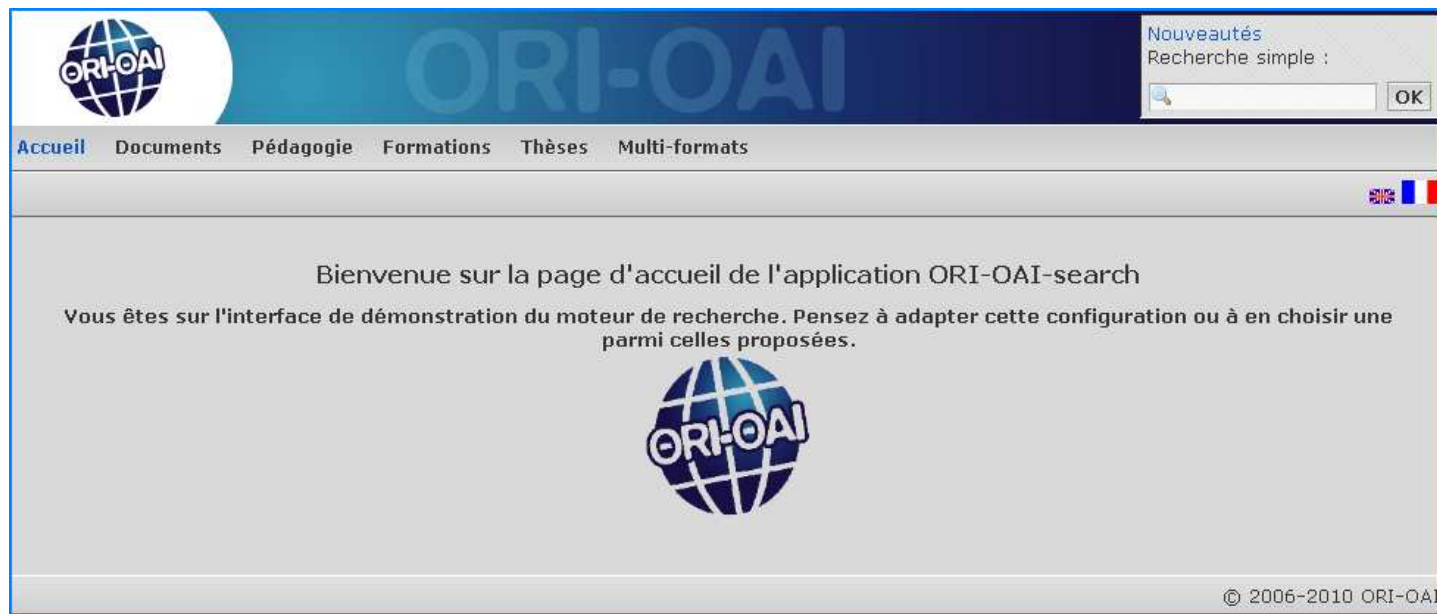 ORI-OAI
ORI-OAI
Nouveautés
Recherche simple :
OK
Accueil Documents Pédagogie Formations Thèses Multi-formats
Bienvenue sur la page d'accueil de l'application ORI-OAI-search
Vous êtes sur l'interface de démonstration du moteur de recherche. Pensez à adapter cette configuration ou à en choisir une
parmi celles proposées.
ORI-OAI
© 2006-2010 ORI-OAI